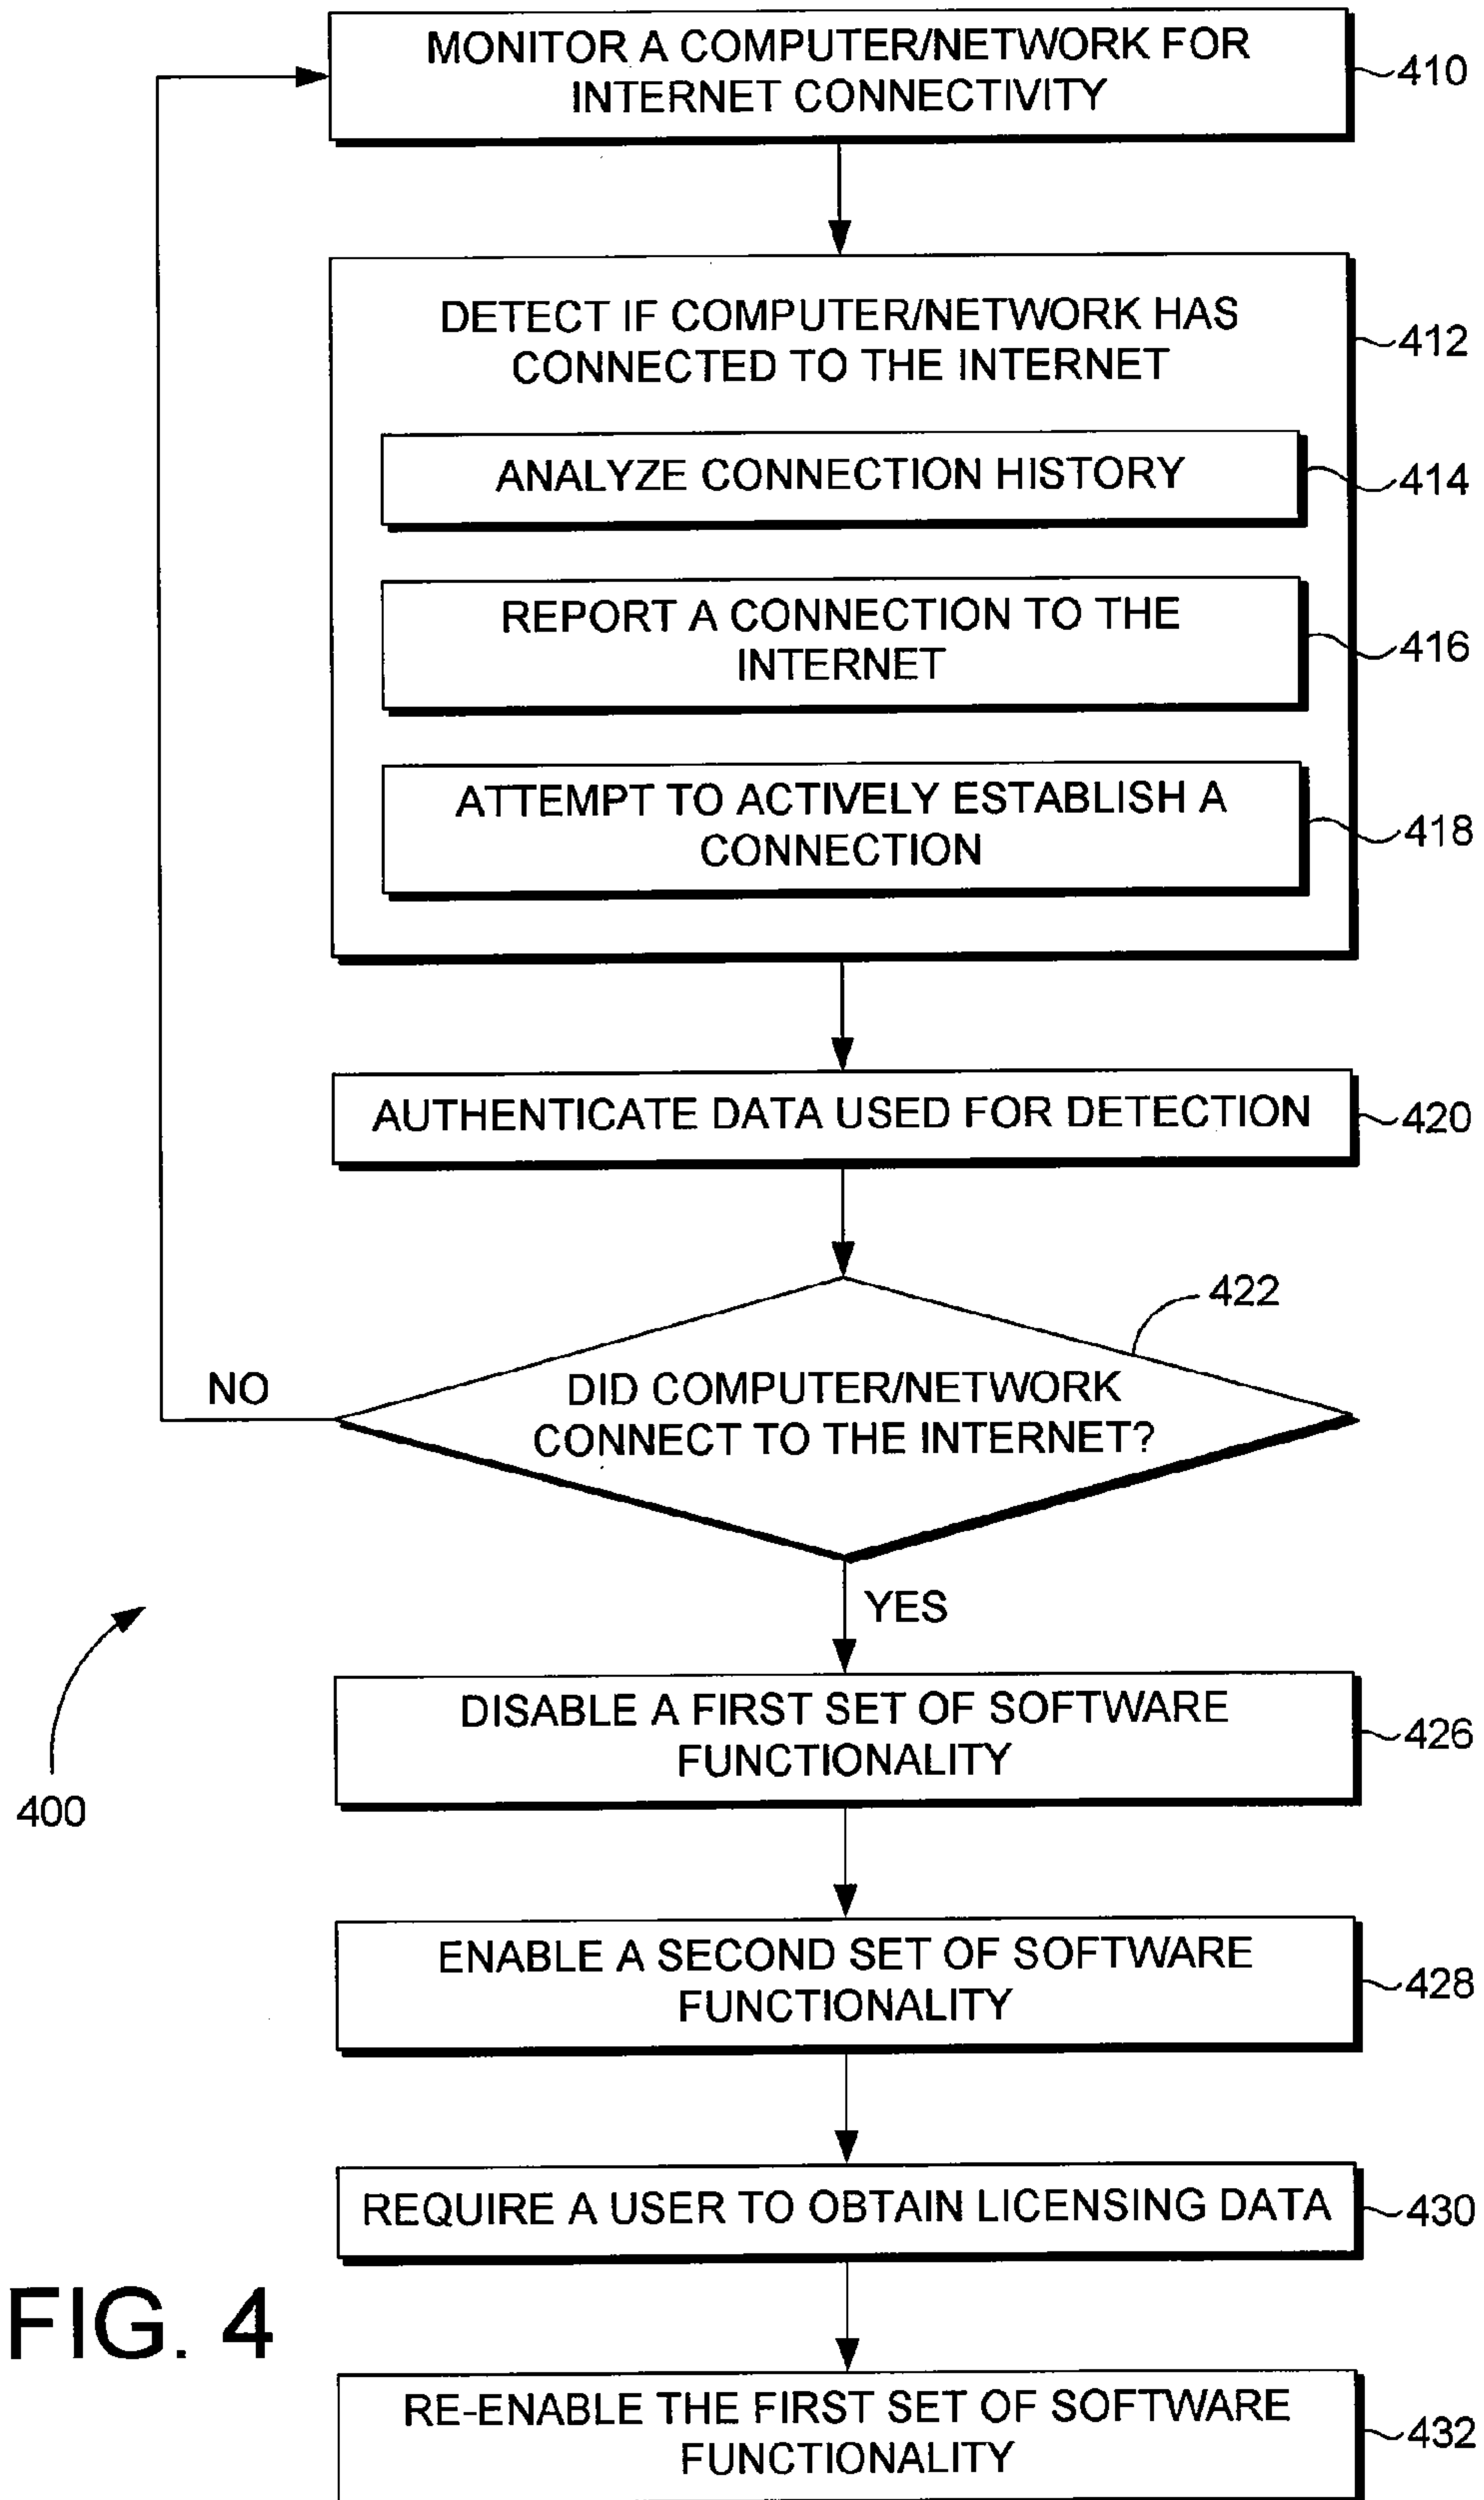 MONITOR A COMPUTER/NETWORK FOR
INTERNET CONNECTIVITY
410
DETECT IF COMPUTER/NETWORK HAS
CONNECTED TO THE INTERNET
412
ANALYZE CONNECTION HISTORY
414
REPORT A CONNECTION TO THE
INTERNET
416
ATTEMPT TO ACTIVELY ESTABLISH A
CONNECTION
418
AUTHENTICATE DATA USED FOR DETECTION
420
422
NO
DID COMPUTER/NETWORK
CONNECT TO THE INTERNET?
YES
DISABLE A FIRST SET OF SOFTWARE
FUNCTIONALITY
426
400
ENABLE A SECOND SET OF SOFTWARE
FUNCTIONALITY
428
REQUIRE A USER TO OBTAIN LICENSING DATA
430
FIG. 4
RE-ENABLE THE FIRST SET OF SOFTWARE
FUNCTIONALITY
432